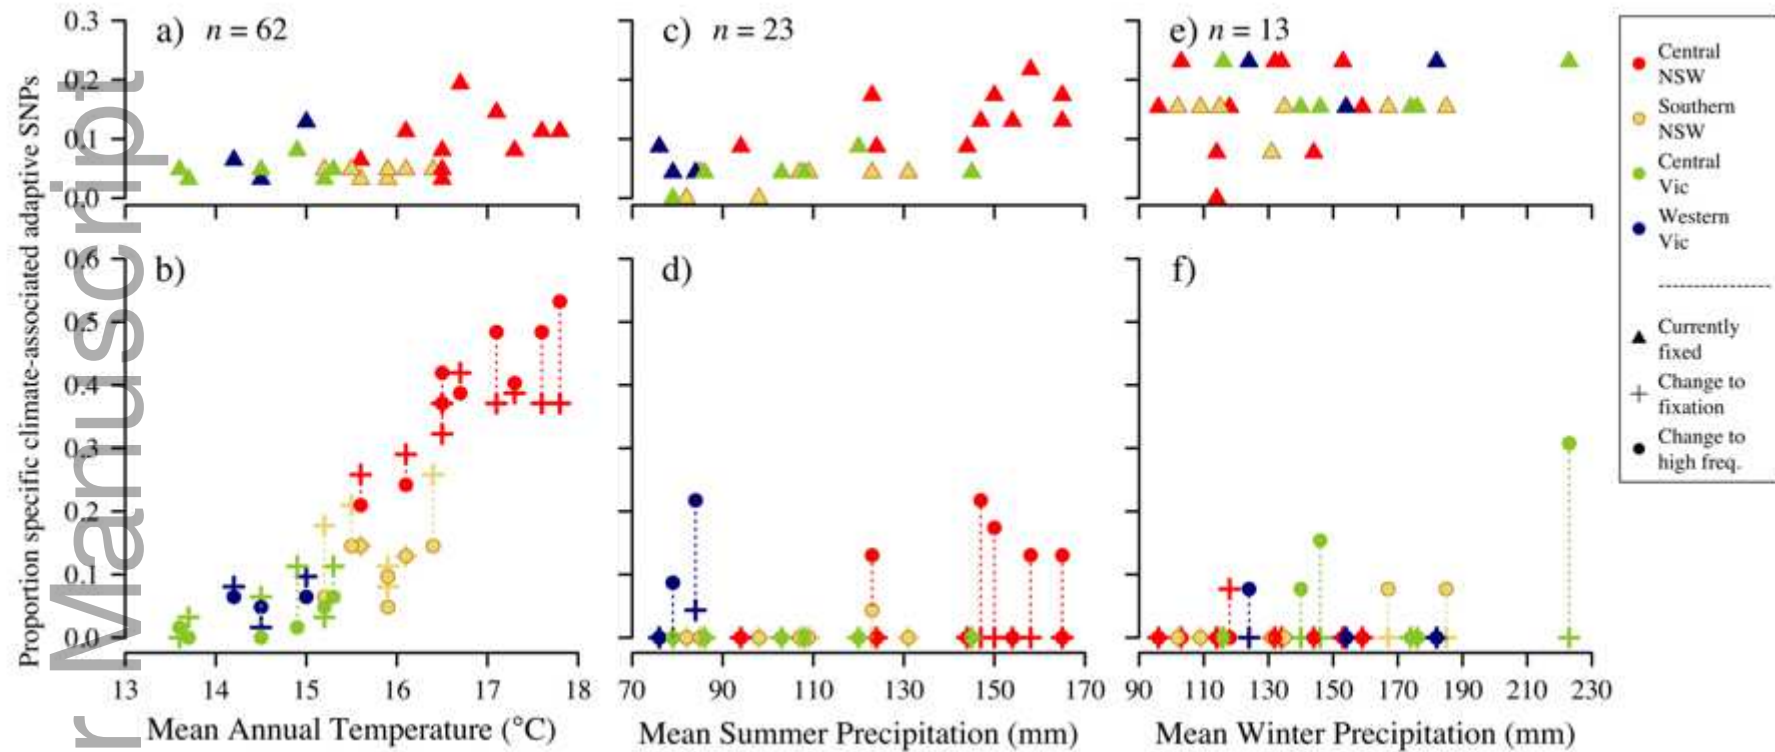 Proportion specific climate-associated adaptive SNPs
r Manuscript
a) n = 62
0.3
0.2
0.1
0.0
c) n = 23
e) n = 13
b)
0.6
0.5
0.4
0.3
0.2
0.1
0.0
d)
f)
13 14 15 16 17 18
70 90 110 130 150 170
90 110 130 150 170 190 210 230
Mean Annual Temperature (°C)
Mean Summer Precipitation (mm)
Mean Winter Precipitation (mm)
Central
NSW
Southern
NSW
Central
Vic
Western
Vic
Currently
fixed
Change to
fixation
Change to
high freq.